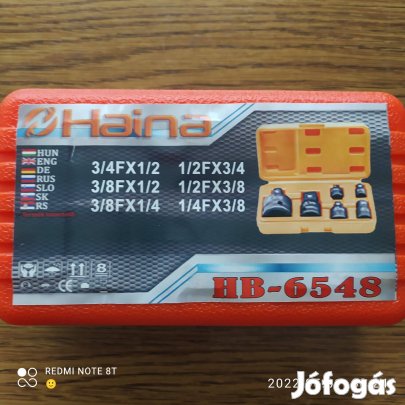 Haina
HUN
ENG
DE
RUS
SLO
SK
RS
3/4FX1/2 1/2FX3/4
3/8FX1/2 1/2FX3/8
3/8FX1/4 1/4FX3/8
8
CE
HB-6548
REDMI NOTE 8T
2022
Jófogás